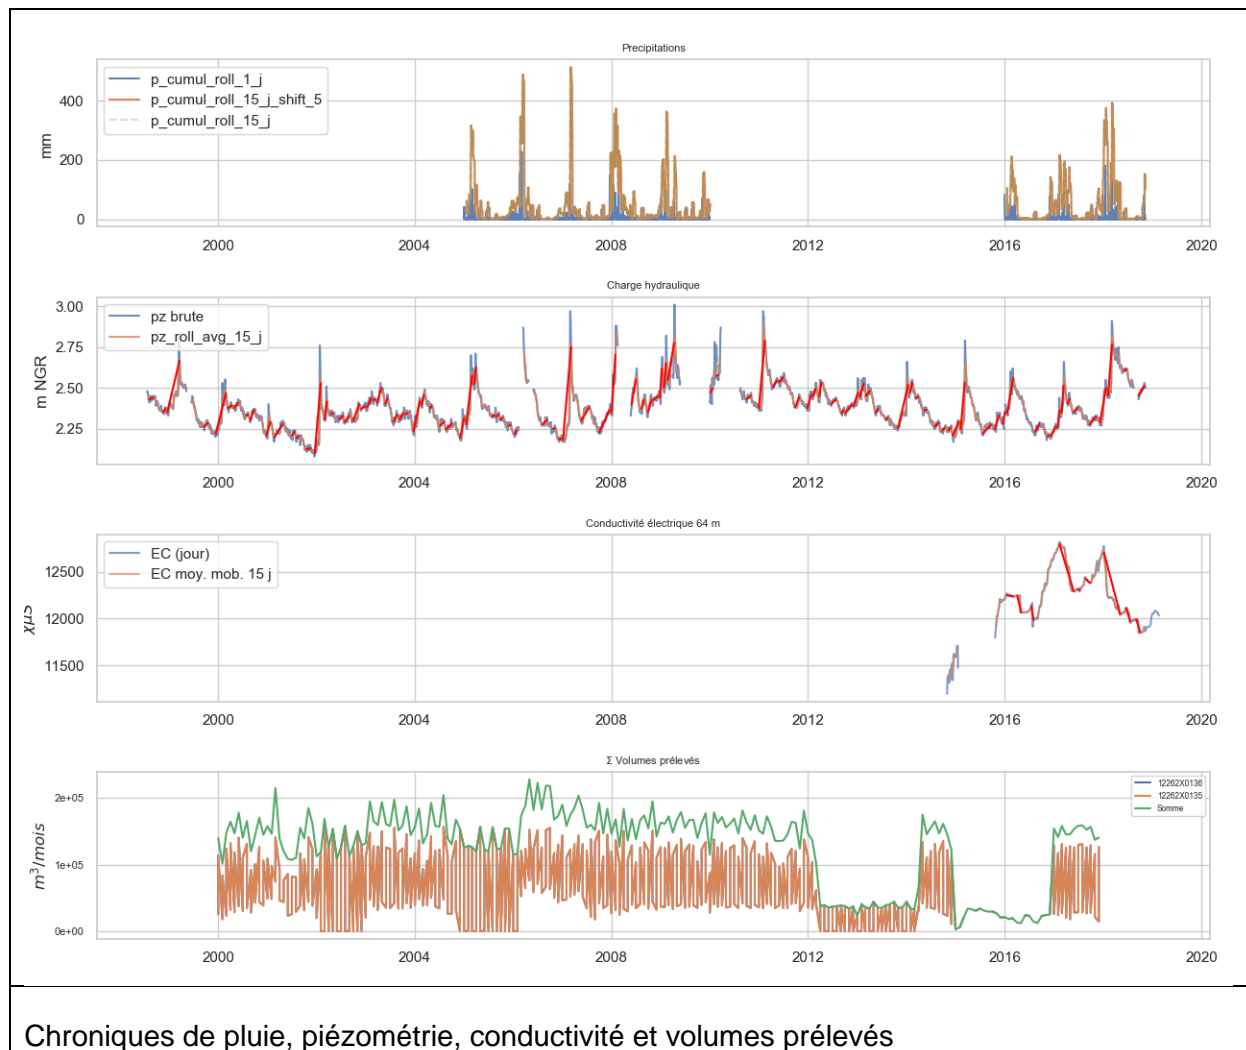 Precipitations
p_cumul_roll_1_j
p_cumul_roll_15_j_shift_5
p_cumul_roll_15_j
mm
400
200
0
2000 2004 2008 2012 2016 2020
Charge hydraulique
pz brute
pz_roll_avg_15_j
m NGR
3.00
2.75
2.50
2.25
2000 2004 2008 2012 2016 2020
Conductivité électrique 64 m
EC (jour)
EC moy. mob. 15 j
χμS
12500
12000
11500
2000 2004 2008 2012 2016 2020
Σ Volumes prélevés
12262X0136
12262X0135
Somme
m³/mois
2e+05
1e+05
0e+00
2000 2004 2008 2012 2016 2020
Chroniques de pluie, piézométrie, conductivité et volumes prélevés